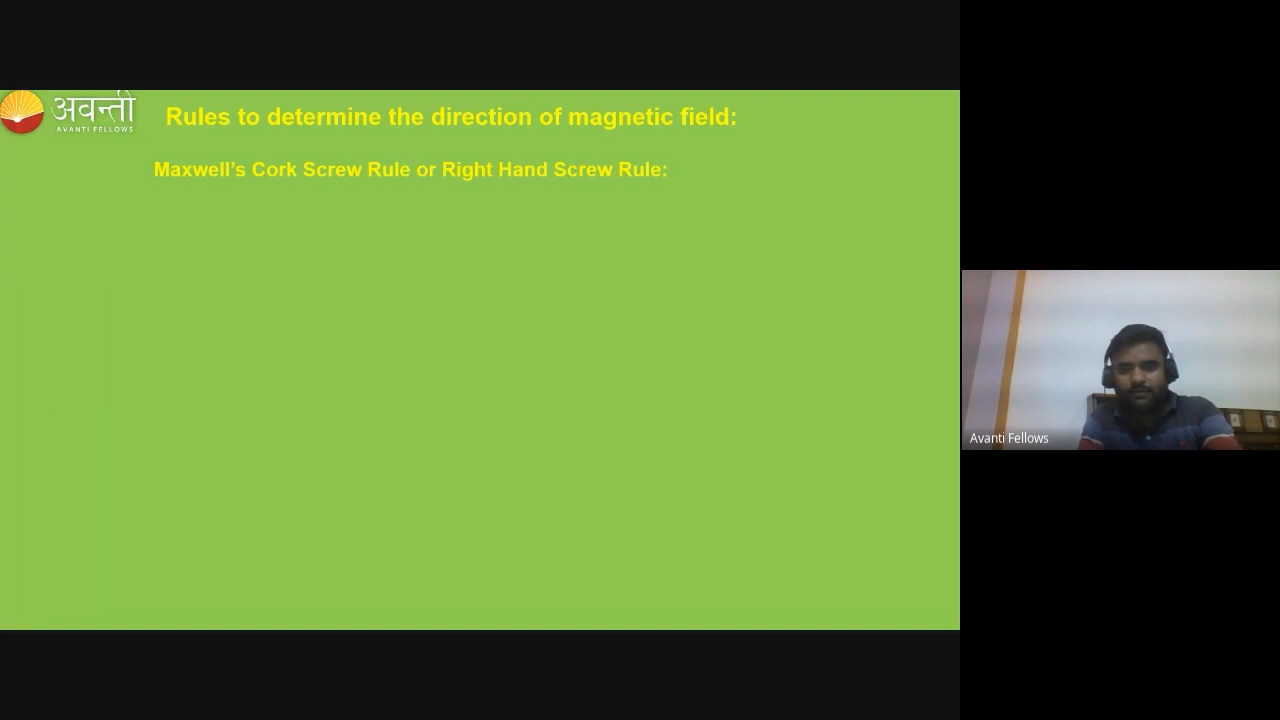 अवन्ती
AVANTI FELLOWS
Rules to determine the direction of magnetic field:
Maxwell’s Cork Screw Rule or Right Hand Screw Rule:
Avanti Fellows